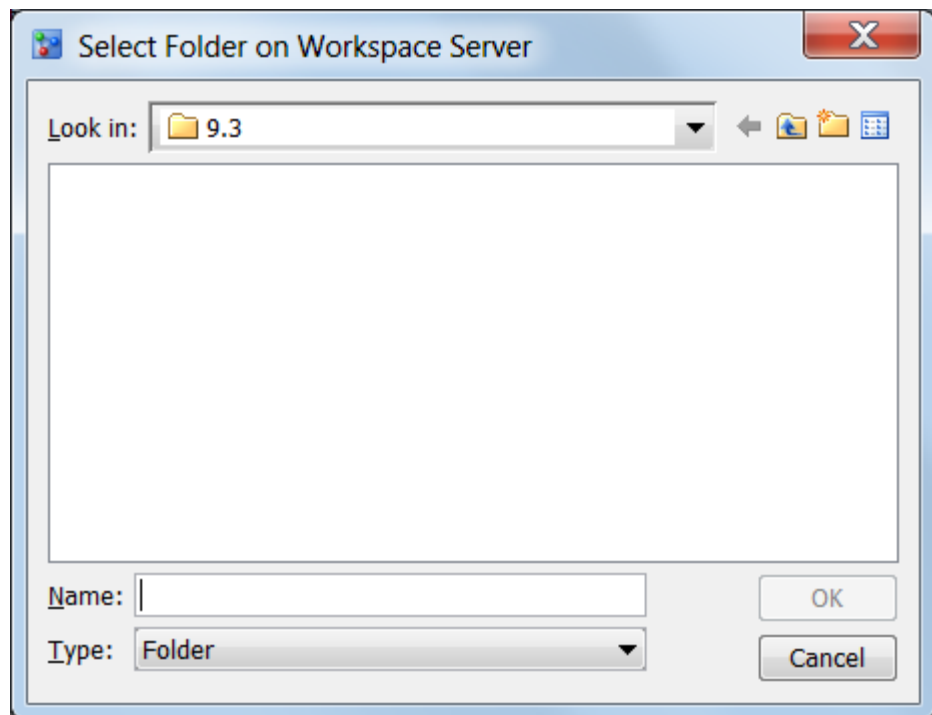 Select Folder on Workspace Server
Look in: 9.3
Name:
OK
Type: Folder
Cancel